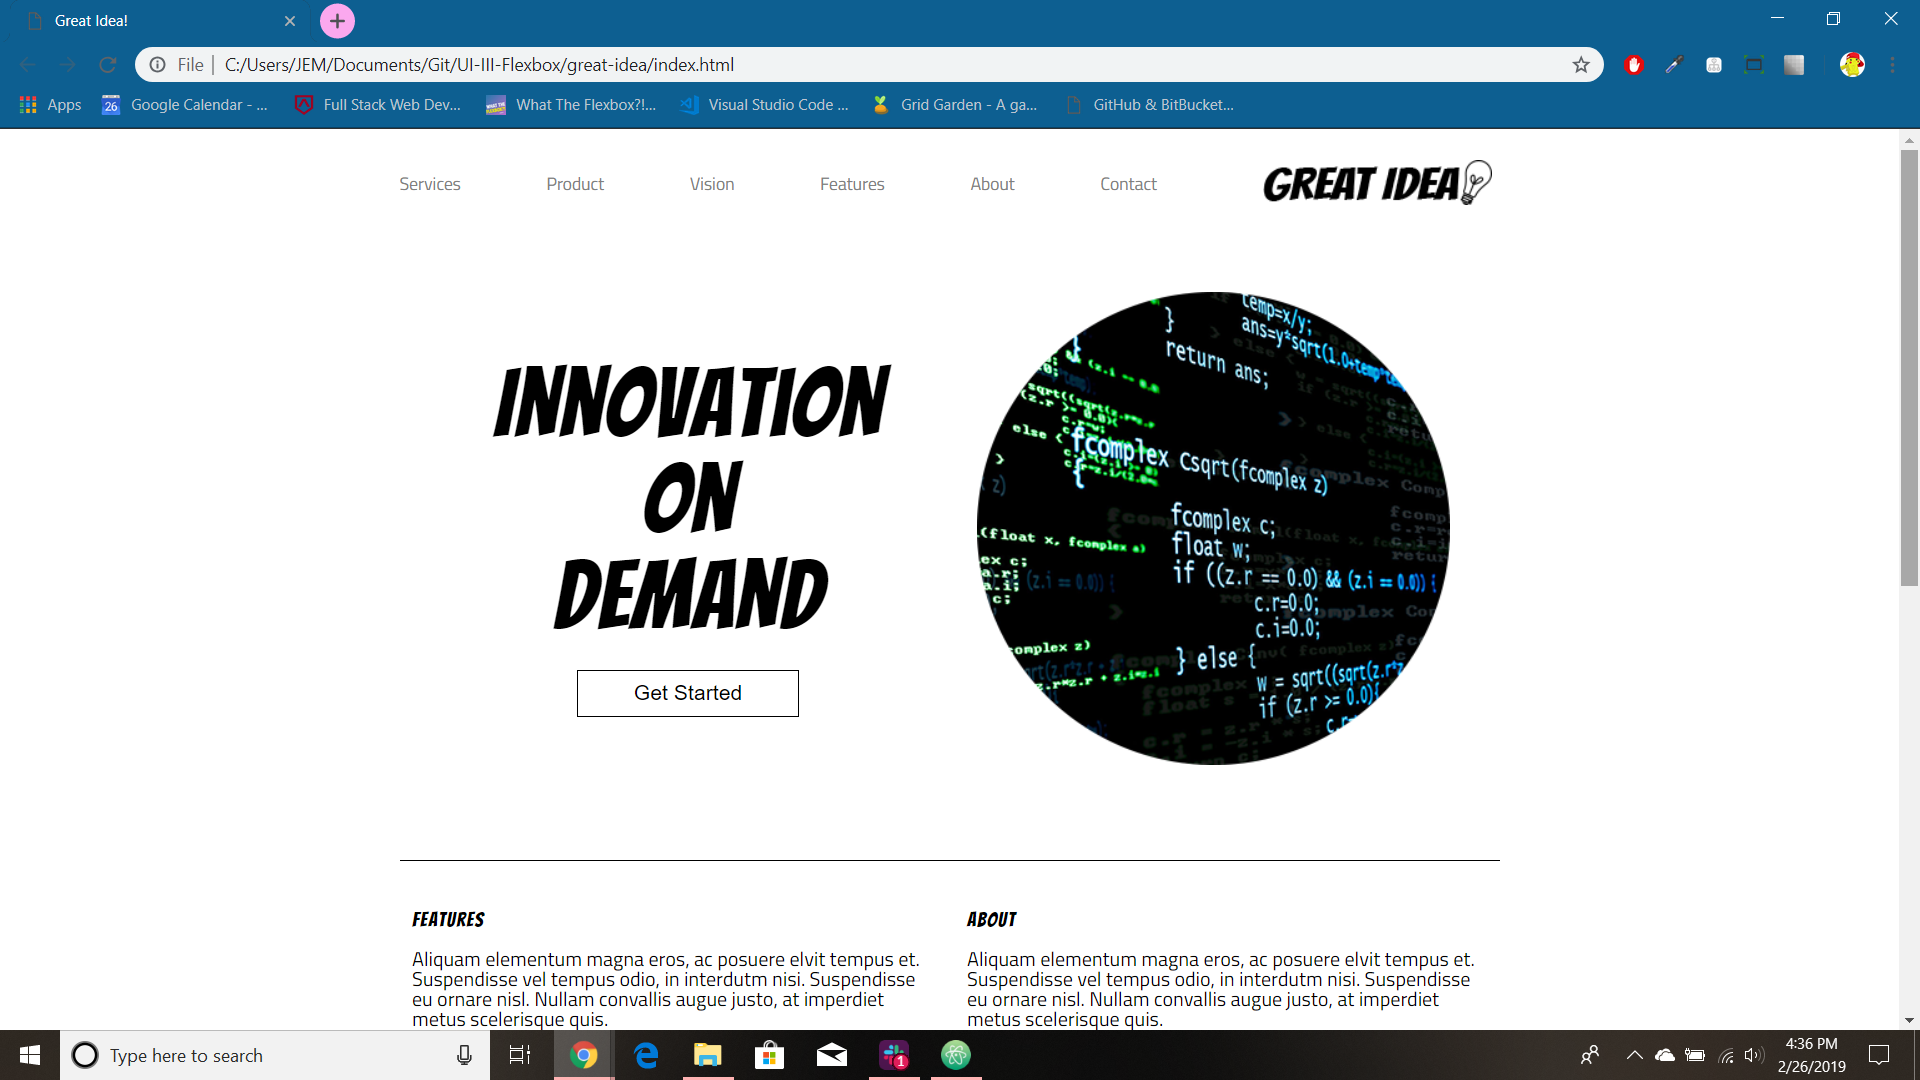 Great Idea!
File | C:/Users/JEM/Documents/Git/UI-III-Flexbox/great-idea/index.html
Apps
26
Google Calendar - ...
Full Stack Web Dev...
What The Flexbox?!...
Visual Studio Code ...
Grid Garden - A ga...
GitHub & BitBucket...
Services
Product
Vision
Features
About
Contact
GREAT IDEA
INNOVATION
ON
DEMAND
Get Started
temp=x/y;
}
return ans;
else {
fcomplex Csqrt(fcomplex z)
{
(float x, fcomplex a)
fcomplex c;
float w;
if ((z.r == 0.0) && (z.i == 0.0)) {
c.r=0.0;
c.i=0.0;
} else {
if (z.r >= 0.0){
FEATURES
Aliquam elementum magna eros, ac posuere elvit tempus et.
Suspendisse vel tempus odio, in interdutm nisi. Suspendisse
eu ornare nisl. Nullam convallis augue justo, at imperdiet
metus scelerisque quis.
ABOUT
Aliquam elementum magna eros, ac posuere elvit tempus et.
Suspendisse vel tempus odio, in interdutm nisi. Suspendisse
eu ornare nisl. Nullam convallis augue justo, at imperdiet
metus scelerisque quis.
Type here to search
1
4:36 PM
2/26/2019